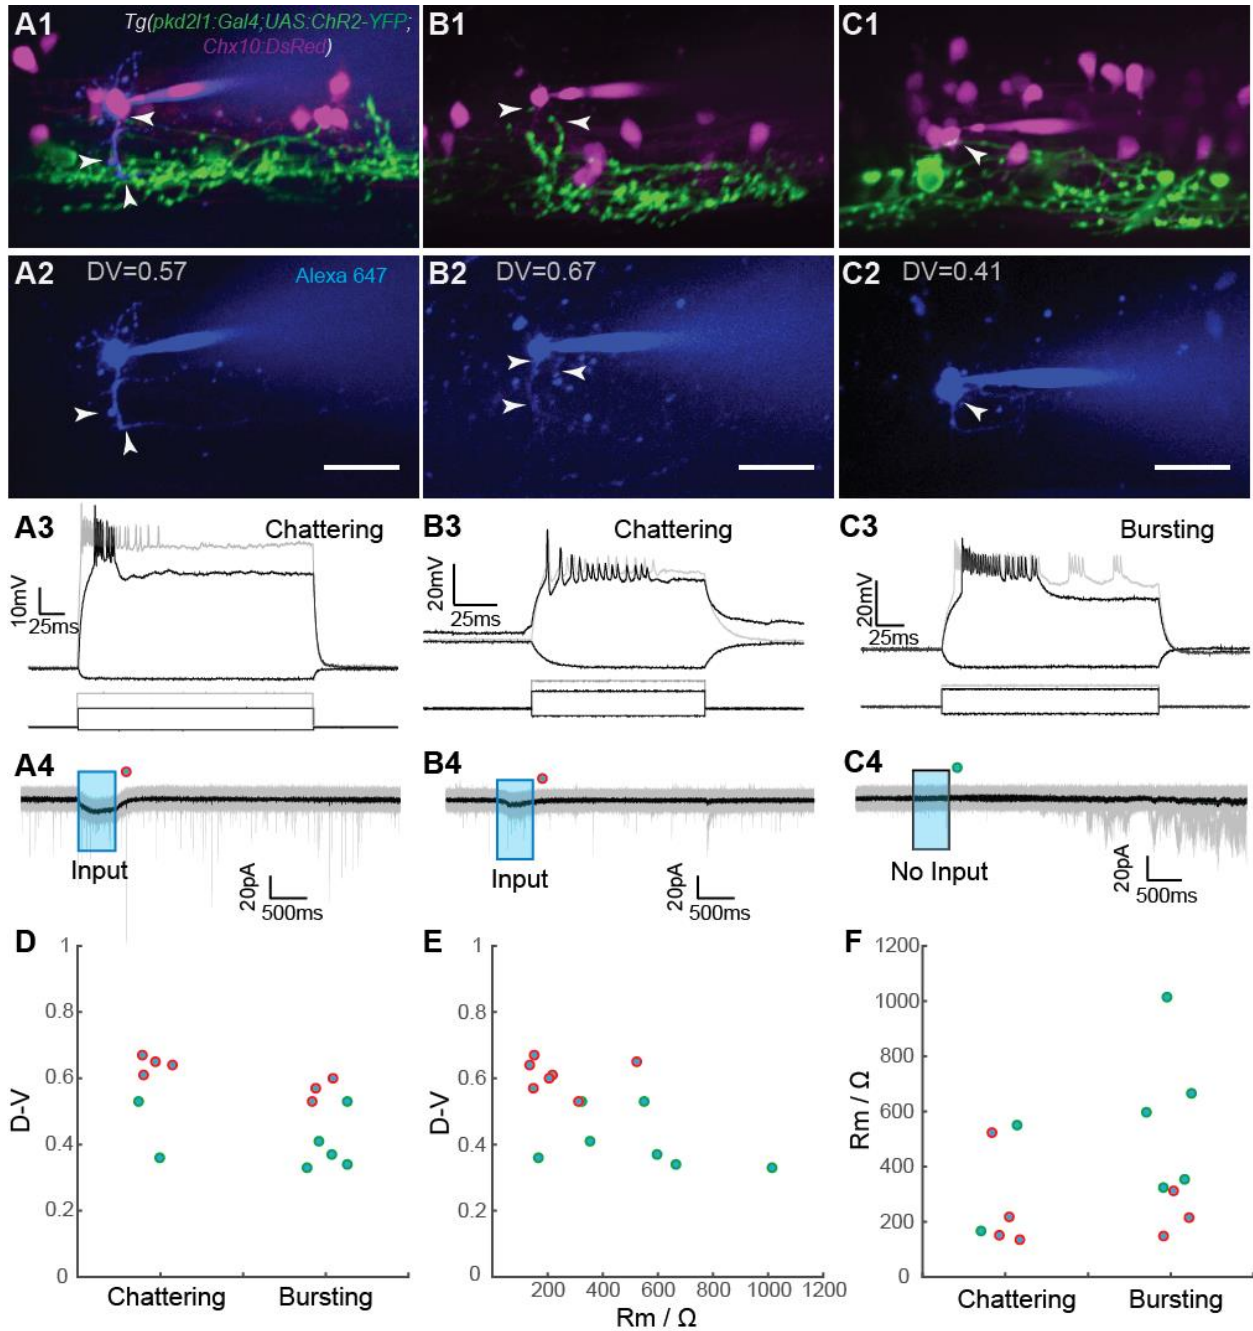 A1
Tg(pkd2l1:Gal4;UAS:ChR2-YFP;
Chx10:DsRed)
B1
C1
A2
DV=0.57
Alexa 647
B2
DV=0.67
C2
DV=0.41
A3
Chattering
10mV
25ms
B3
Chattering
20mV
25ms
C3
Bursting
20mV
25ms
A4
Input
20pA
500ms
B4
Input
20pA
500ms
C4
No Input
20pA
500ms
D
1
0.8
0.6
0.4
0.2
0
D-V
Chattering
Bursting
E
1
0.8
0.6
0.4
0.2
0
D-V
200
400
600
800
1000
1200
Rm / Ω
F
1200
1000
800
600
400
200
0
Rm / Ω
Chattering
Bursting